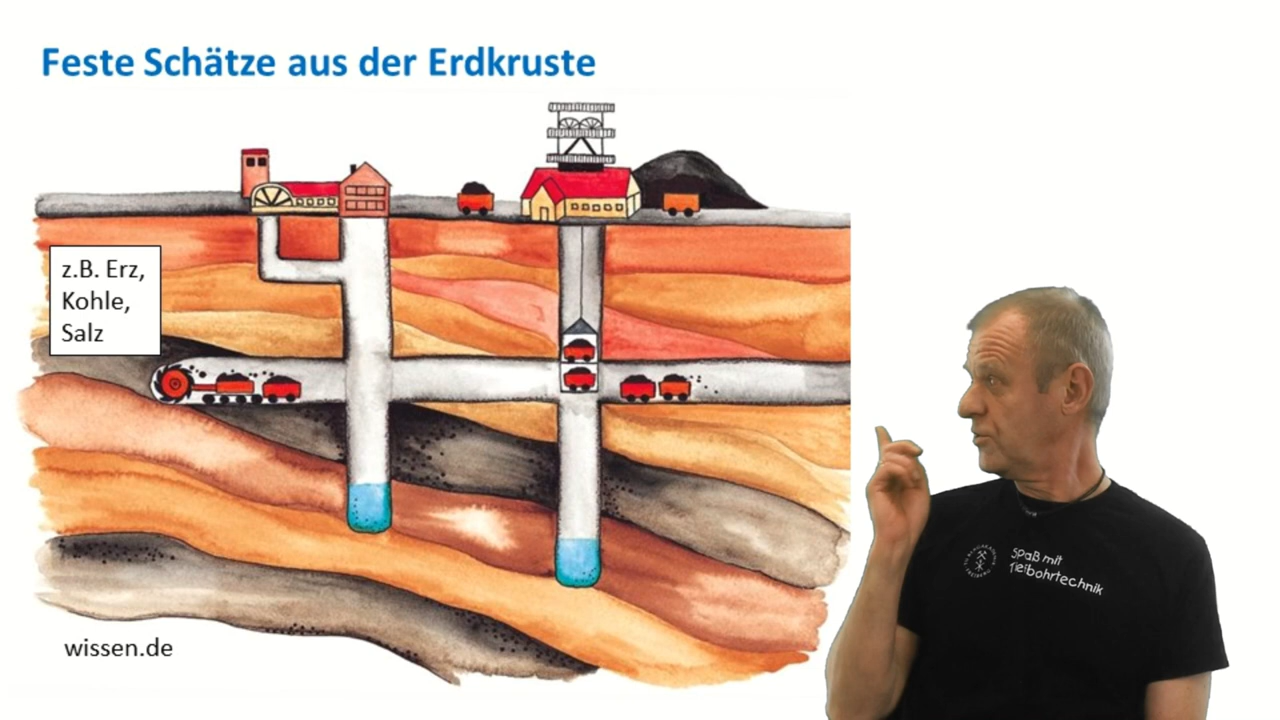 Feste Schätze aus der Erdkruste
z.B. Erz,
Kohle,
Salz
wissen.de
Spaß mit
Tiefbohrtechnik